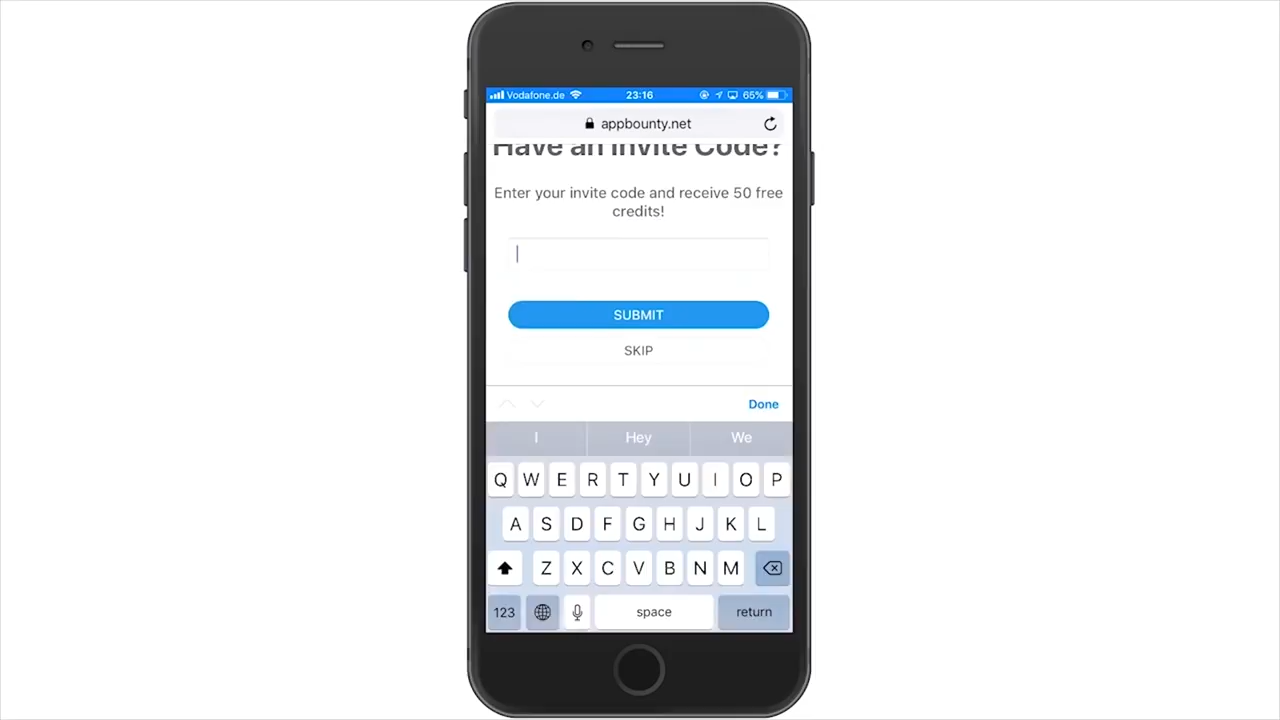 Vodafone.de 23:16 65%
appbounty.net
Have an Invite Code?
Enter your invite code and receive 50 free
credits!
SUBMIT
SKIP
Done
I Hey We
Q W E R T Y U I O P
A S D F G H J K L
Z X C V B N M
123 space return